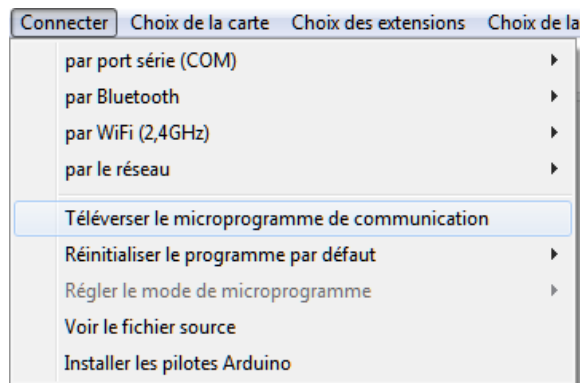 Connecter Choix de la carte Choix des extensions Choix de la
par port série (COM)
par Bluetooth
par WiFi (2,4GHz)
par le réseau
Téléverser le microprogramme de communication
Réinitialiser le programme par défaut
Régler le mode de microprogramme
Voir le fichier source
Installer les pilotes Arduino